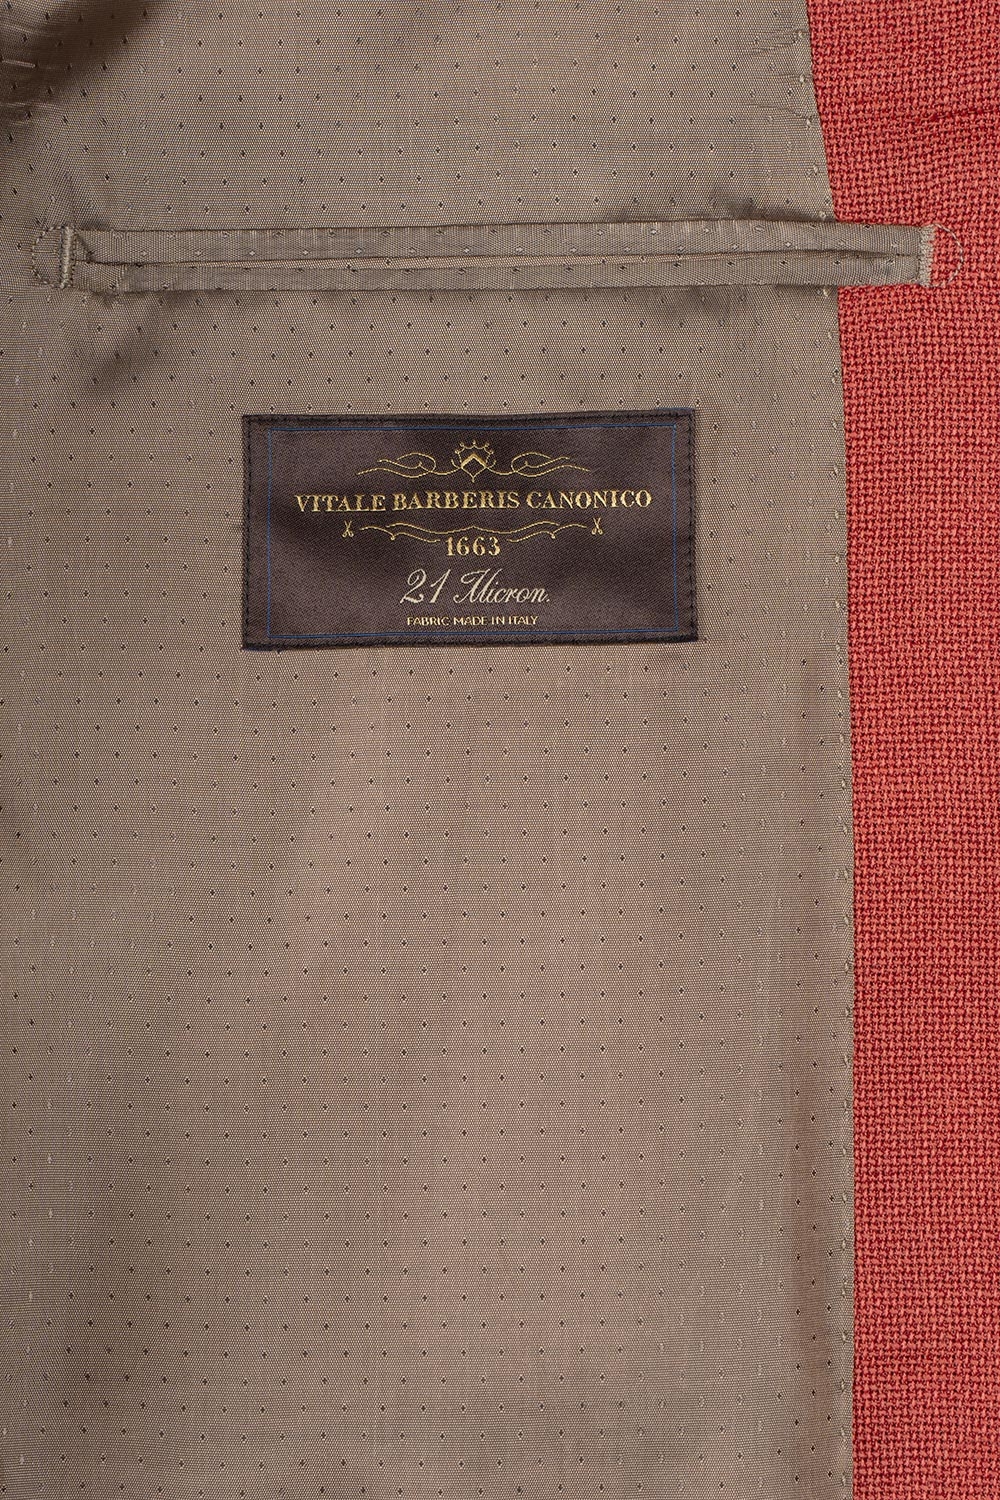 VITALE BARBERIS CANONICO
1663
21 Micron.
FABRIC MADE IN ITALY